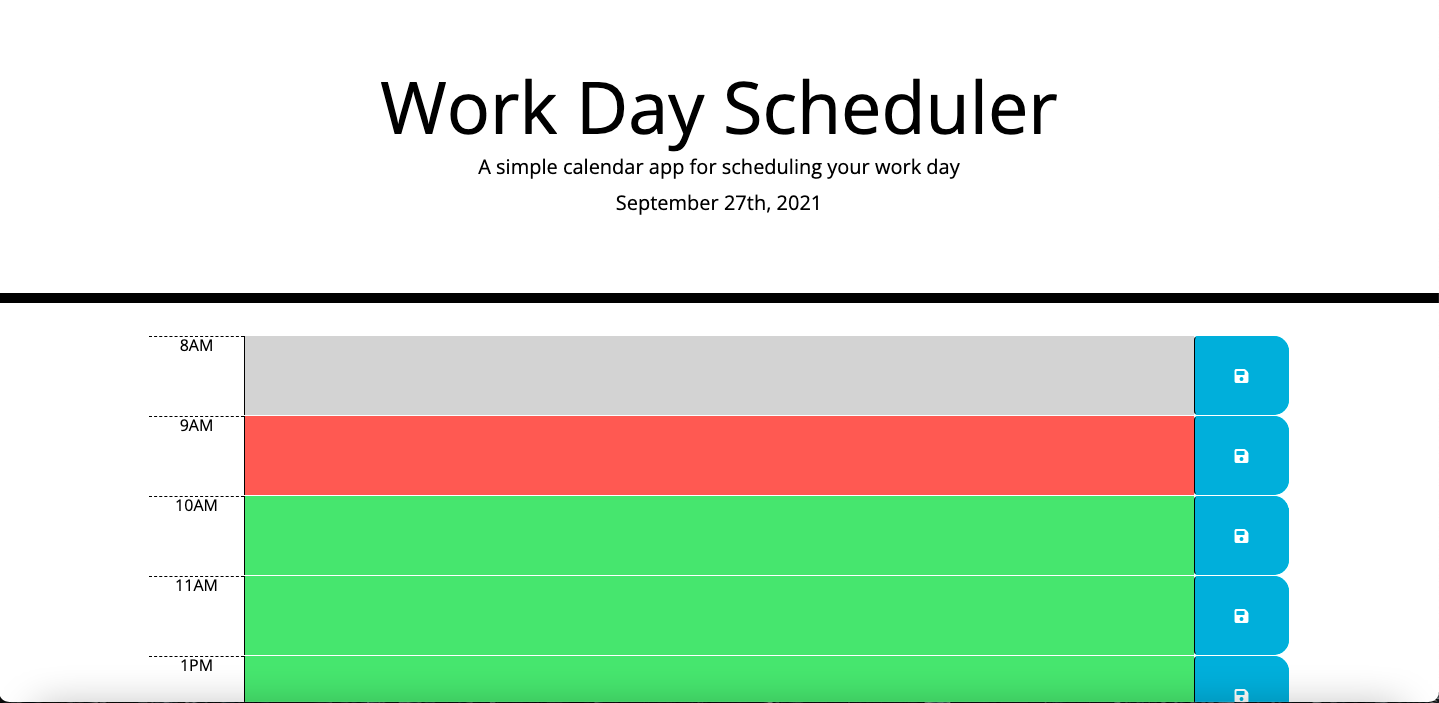 Work Day Scheduler
A simple calendar app for scheduling your work day
September 27th, 2021
8AM
9AM
10AM
11AM
1PM